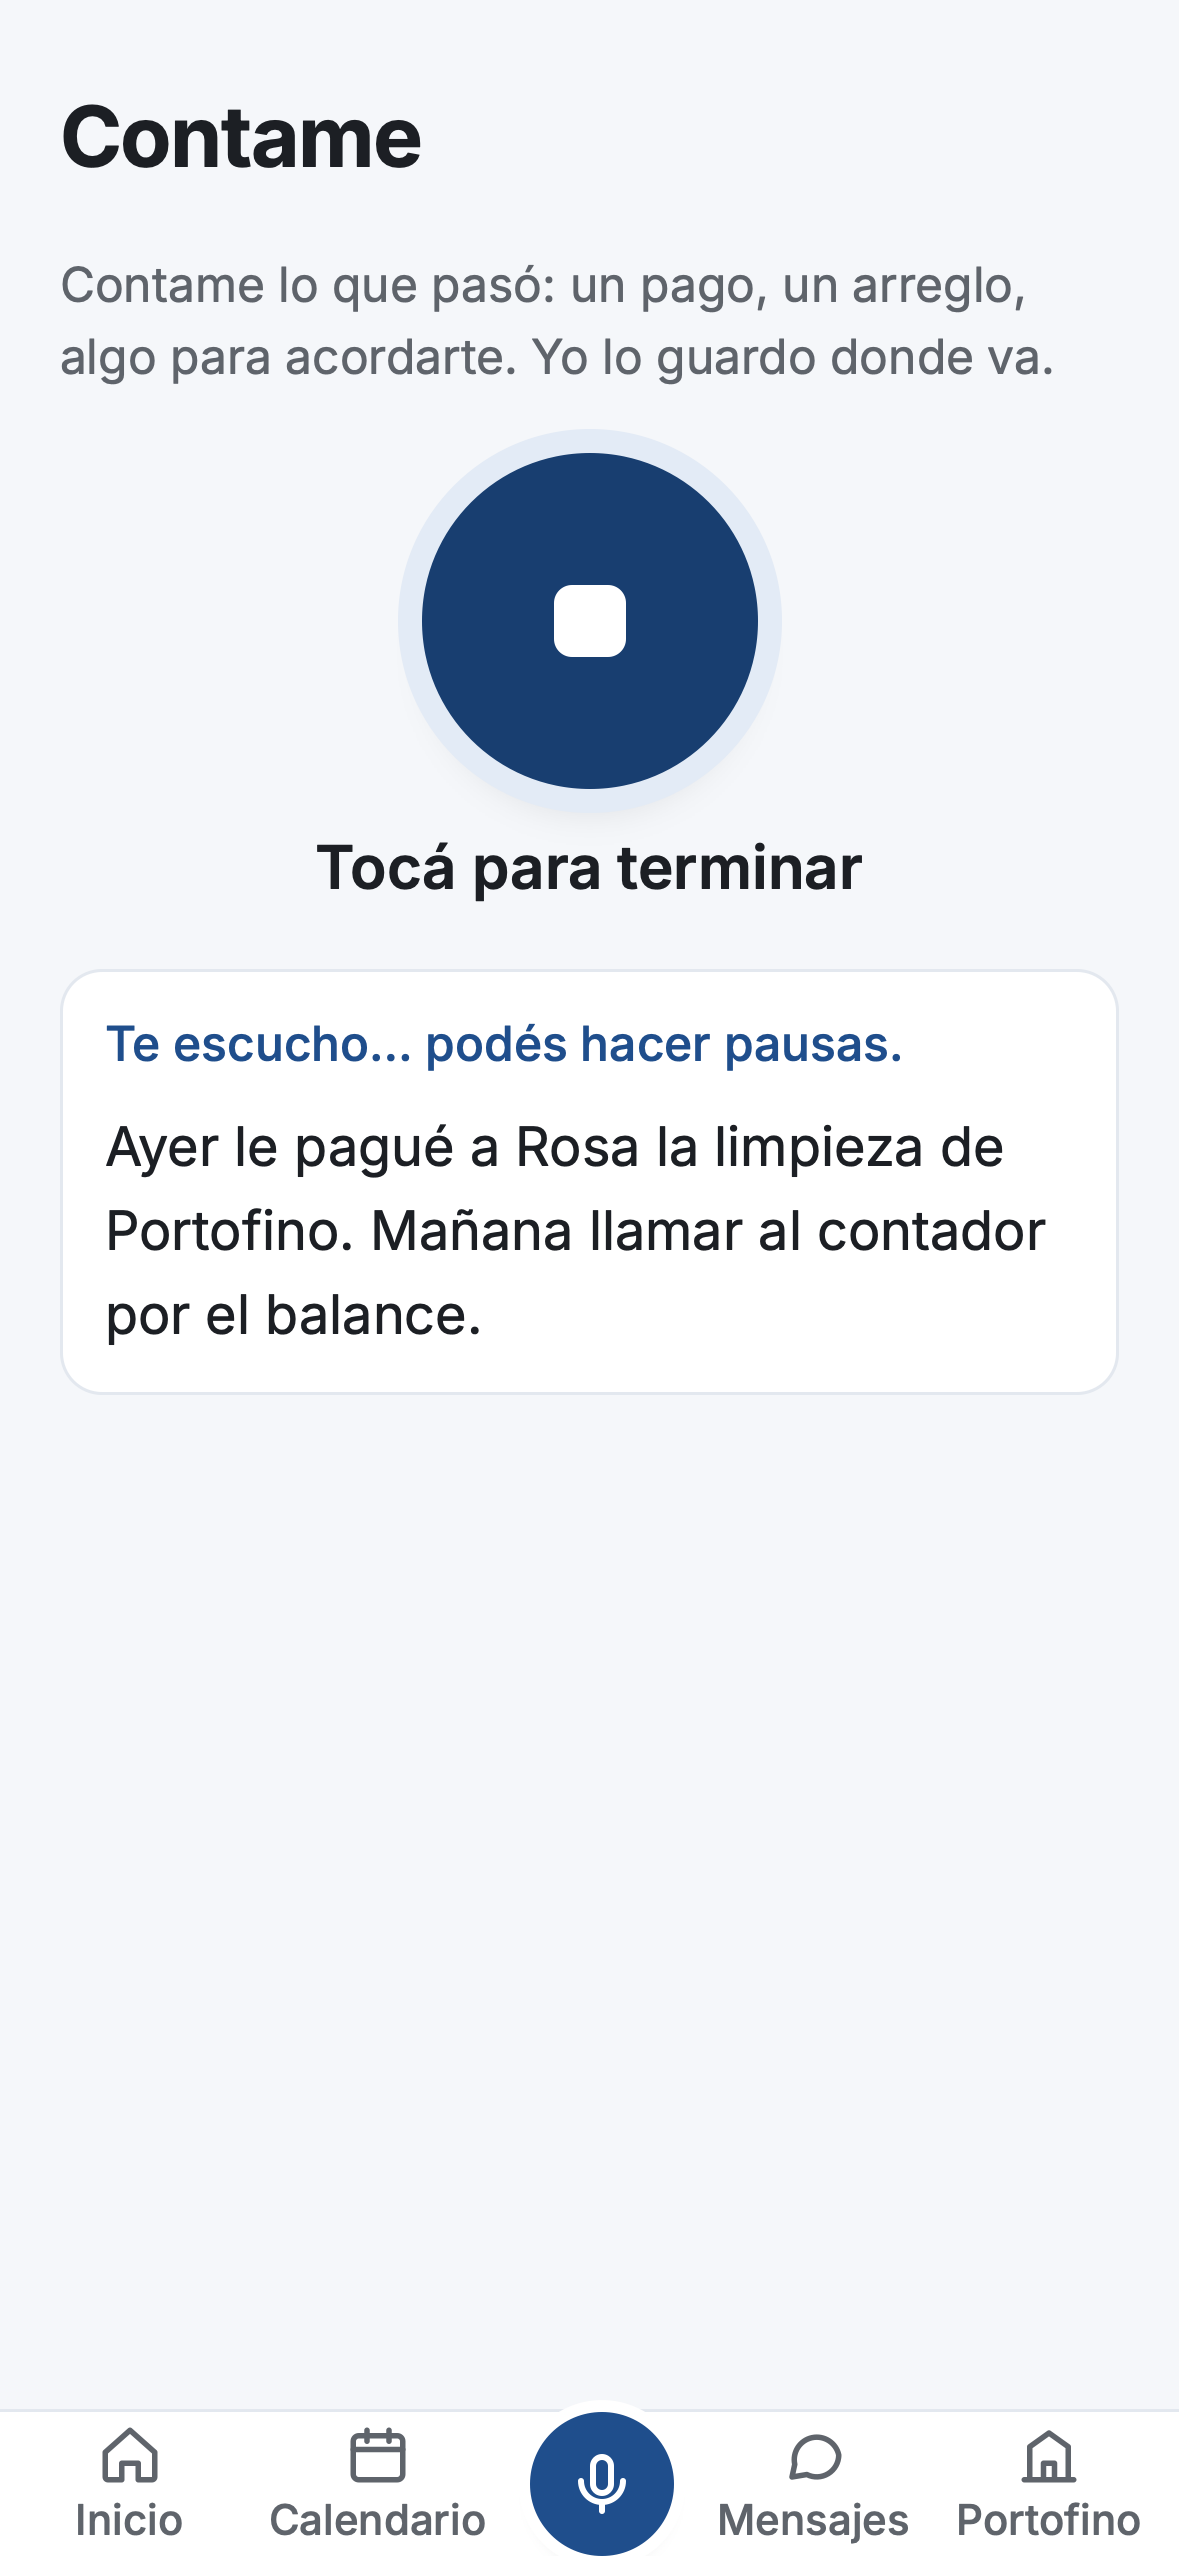 Contame
Contame lo que pasó: un pago, un arreglo,
algo para acordarte. Yo lo guardo donde va.
Tocá para terminar
Te escucho... podés hacer pausas.
Ayer le pagué a Rosa la limpieza de
Portofino. Mañana llamar al contador
por el balance.
Inicio
Calendario
Mensajes
Portofino